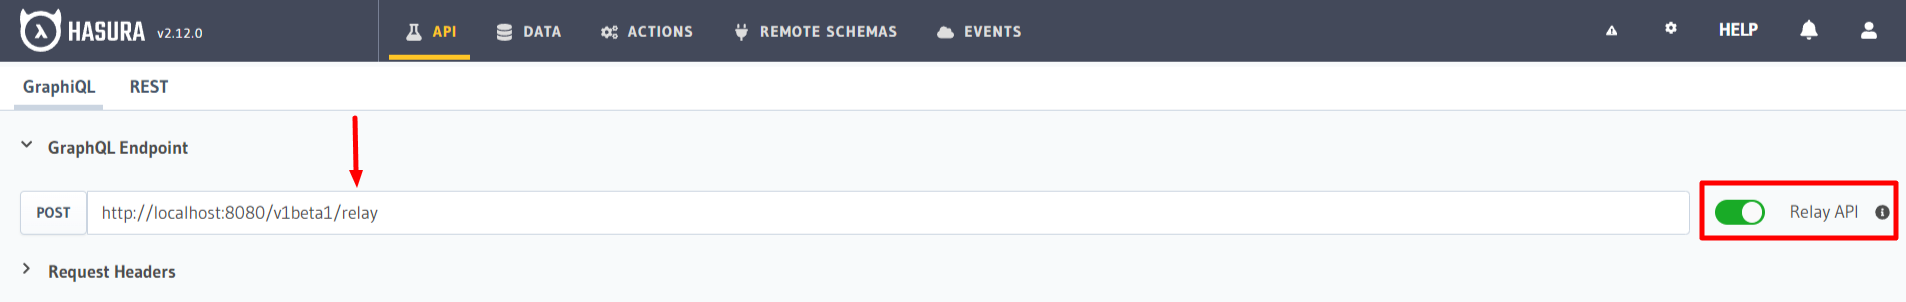 HASURA v2.12.0 API DATA ACTIONS REMOTE SCHEMAS EVENTS HELP
GraphiQL REST
GraphQL Endpoint
POST http://localhost:8080/v1beta1/relay Relay API
Request Headers